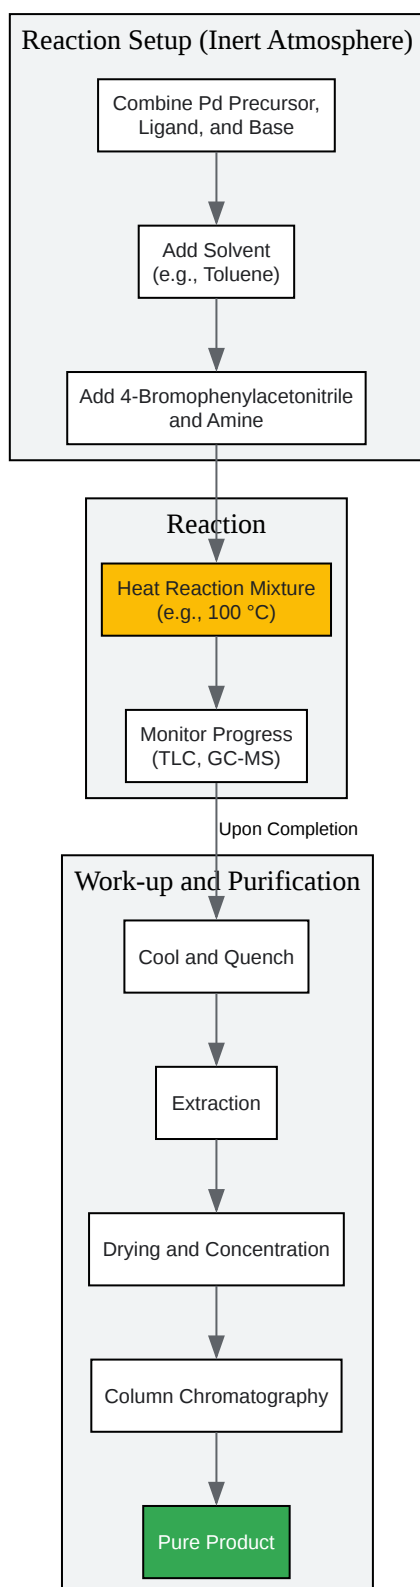 Reaction Setup (Inert Atmosphere)
Combine Pd Precursor,
Ligand, and Base
Add Solvent
(e.g., Toluene)
Add 4-Bromophenylacetonitrile
and Amine
Reaction
Heat Reaction Mixture
(e.g., 100 °C)
Monitor Progress
(TLC, GC-MS)
Upon Completion
Work-up and Purification
Cool and Quench
Extraction
Drying and Concentration
Column Chromatography
Pure Product